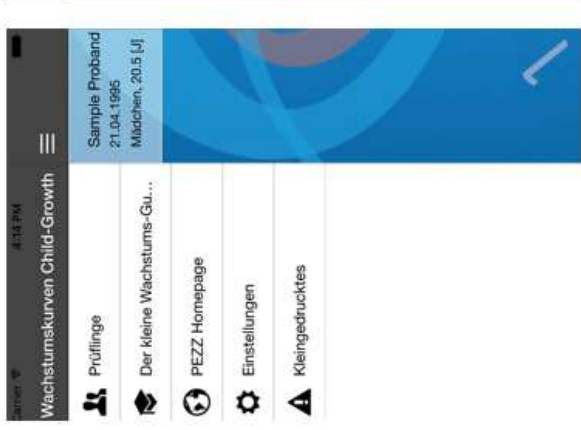 Carrier 4:14 PM
Wachstumskurven Child-Growth
Prüflinge
Der kleine Wachstums-Gu...
PEZZ Homepage
Einstellungen
Kleingedrucktes
Sample Proband
21.04.1995
Mädchen, 20.5 [J]